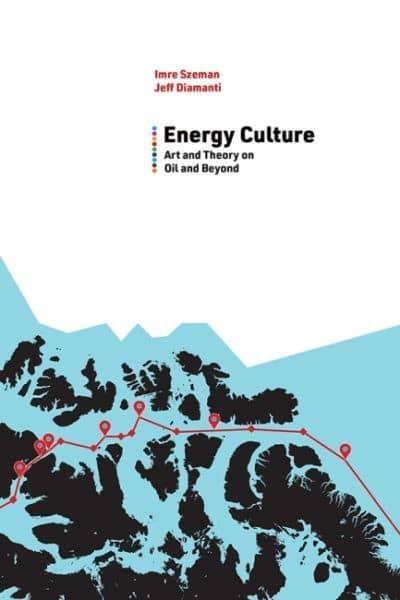 Imre Szeman
Jeff Diamanti
Energy Culture
Art and Theory on
Oil and Beyond